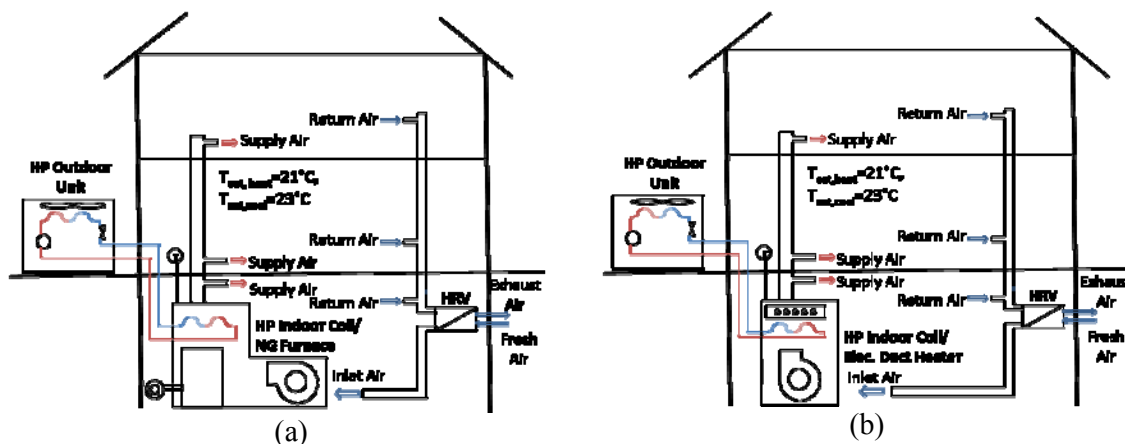 Return Air
Supply Air
HP Outdoor
Unit
T_set,heat=21°C,
T_set,cool=23°C
Return Air
Supply Air
Supply Air
Return Air
HRV
Exhaust
Air
Fresh
Air
HP Indoor Coil/
NG Furnace
Inlet Air
(a)
Return Air
Supply Air
HP Outdoor
Unit
T_set,heat=21°C,
T_set,cool=23°C
Return Air
Supply Air
Supply Air
Return Air
HRV
Exhaust
Air
Fresh
Air
HP Indoor Coil/
Elec. Duct Heater
Inlet Air
(b)